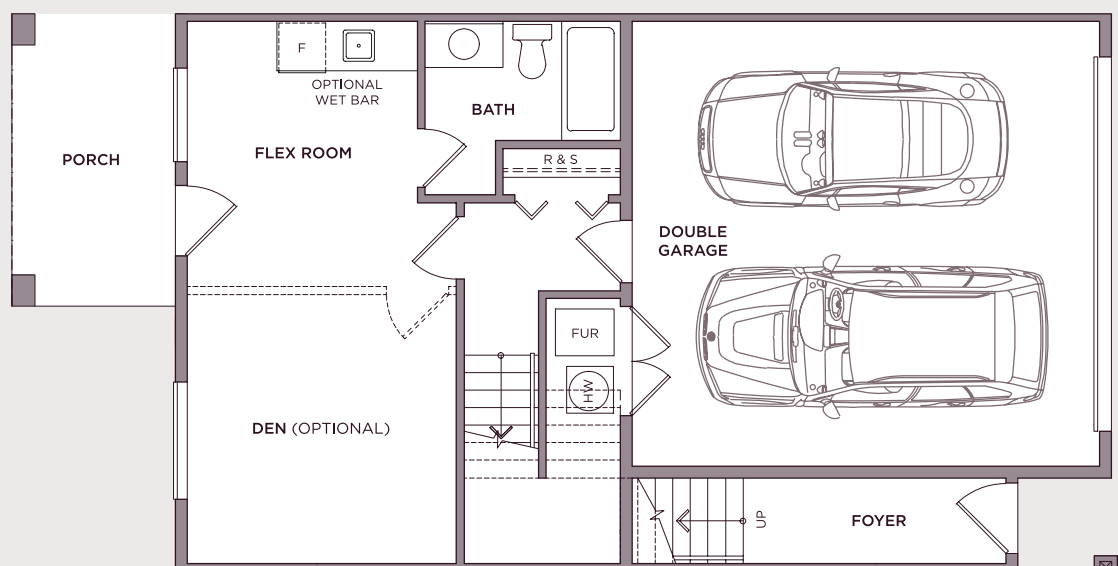 F
OPTIONAL
WET BAR
BATH
PORCH
FLEX ROOM
R & S
DOUBLE
GARAGE
FUR
HW
DEN (OPTIONAL)
UP
FOYER